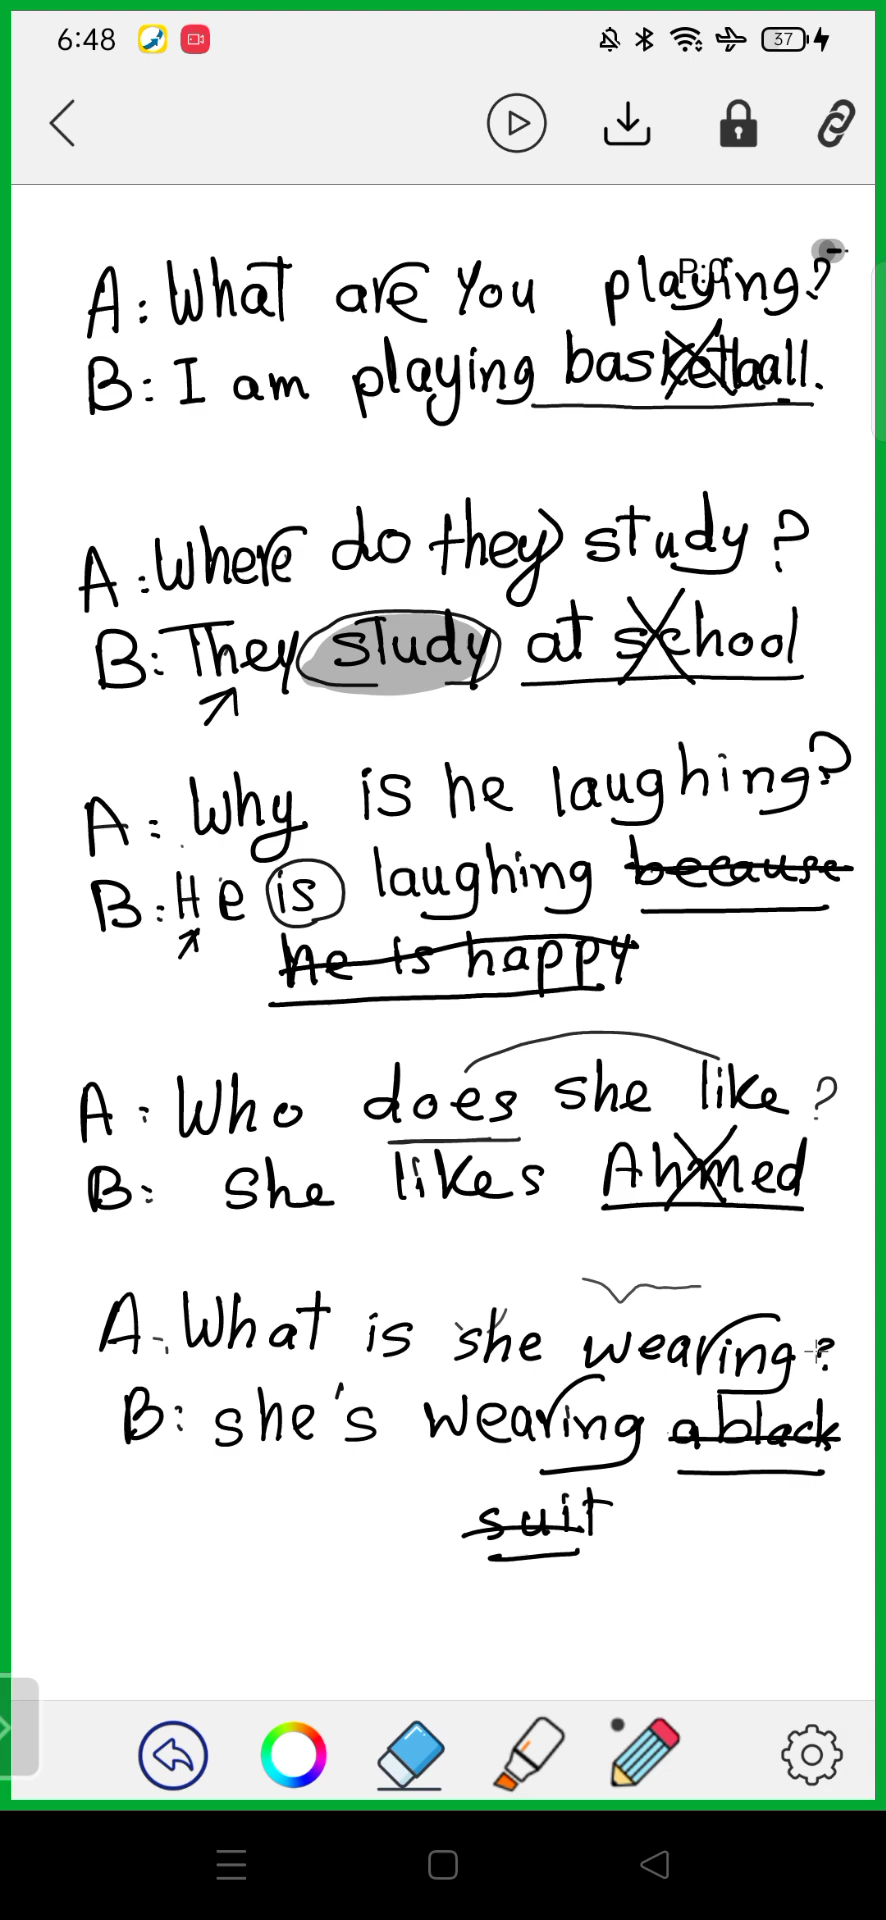 6:48
37
A: What are You playing?
B: I am playing basketball.
A: Where do they study?
B: They study at school
A: Why is he laughing?
B: He is laughing because
he is happy
A: Who does she like?
B: She likes Ahmed
A: What is she wearing?
B: she's wearing a black
suit